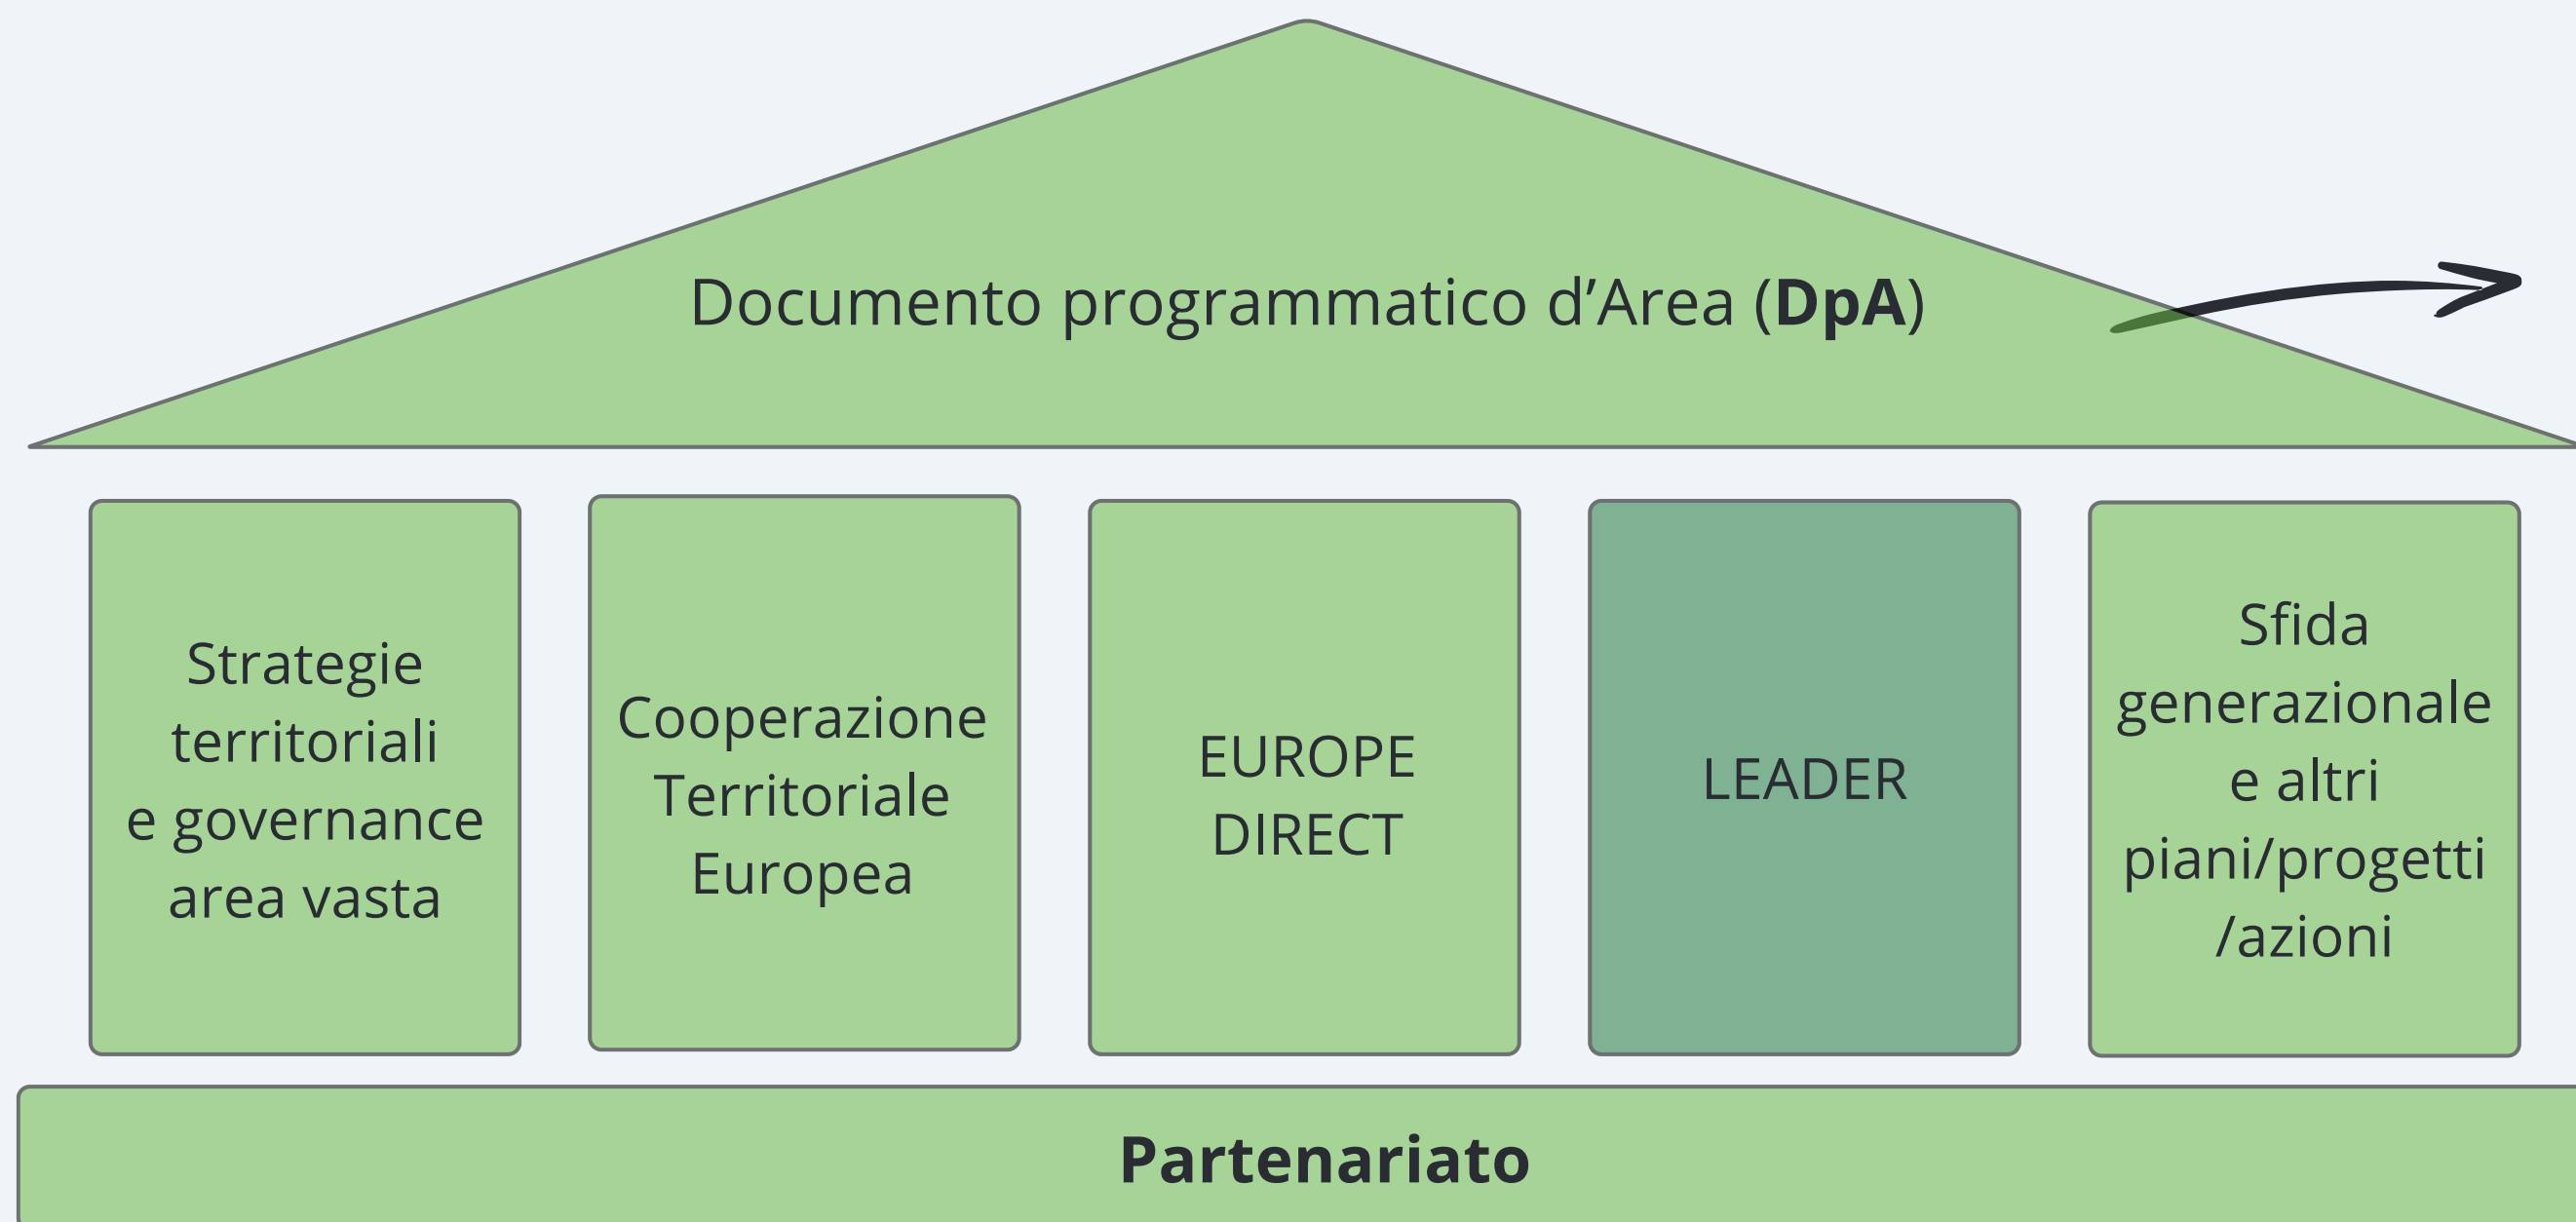 Documento programmatico d’Area (DpA)
Strategie
territoriali
e governance
area vasta
Cooperazione
Territoriale
Europea
EUROPE
DIRECT
LEADER
Sfida
generazionale
e altri
piani/progetti
/azioni
Partenariato